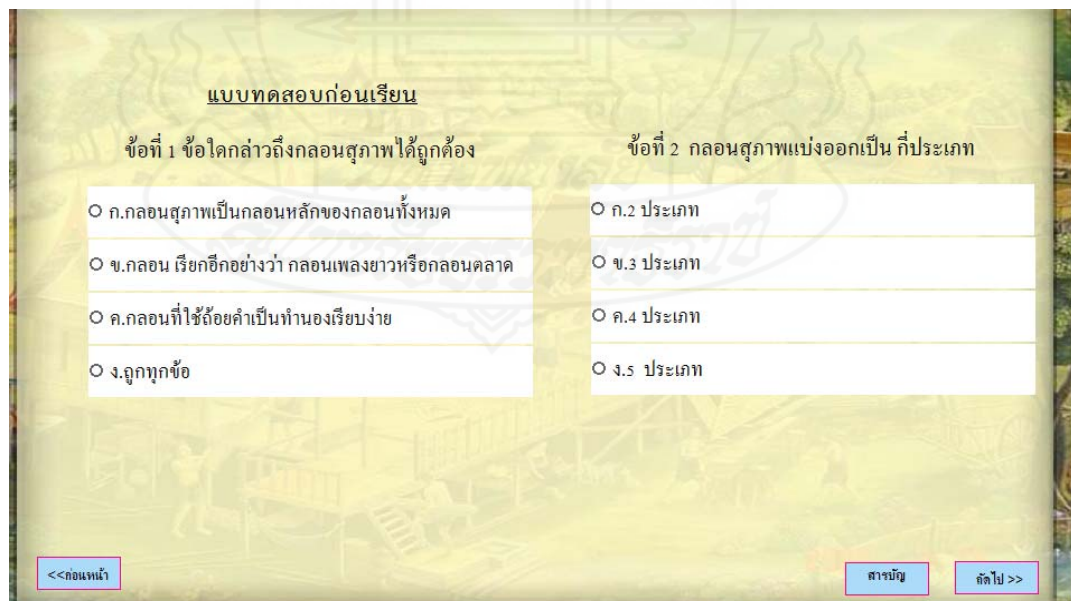 แบบทดสอบก่อนเรียน
ข้อที่ 1 ข้อใดกล่าวถึงกลอนสุภาพได้ถูกต้อง
ก.กลอนสุภาพเป็นกลอนหลักของกลอนทั้งหมด
ข.กลอน เรียกอีกอย่างว่า กลอนเพลงยาวหรือกลอนตลาด
ค.กลอนที่ใช้ถ้อยคำเป็นทำนองเรียบง่าย
ง.ถูกทุกข้อ
ข้อที่ 2 กลอนสุภาพแบ่งออกเป็น กี่ประเภท
ก.2 ประเภท
ข.3 ประเภท
ค.4 ประเภท
ง.5 ประเภท
<<ก่อนหน้า
สารบัญ
ถัดไป >>